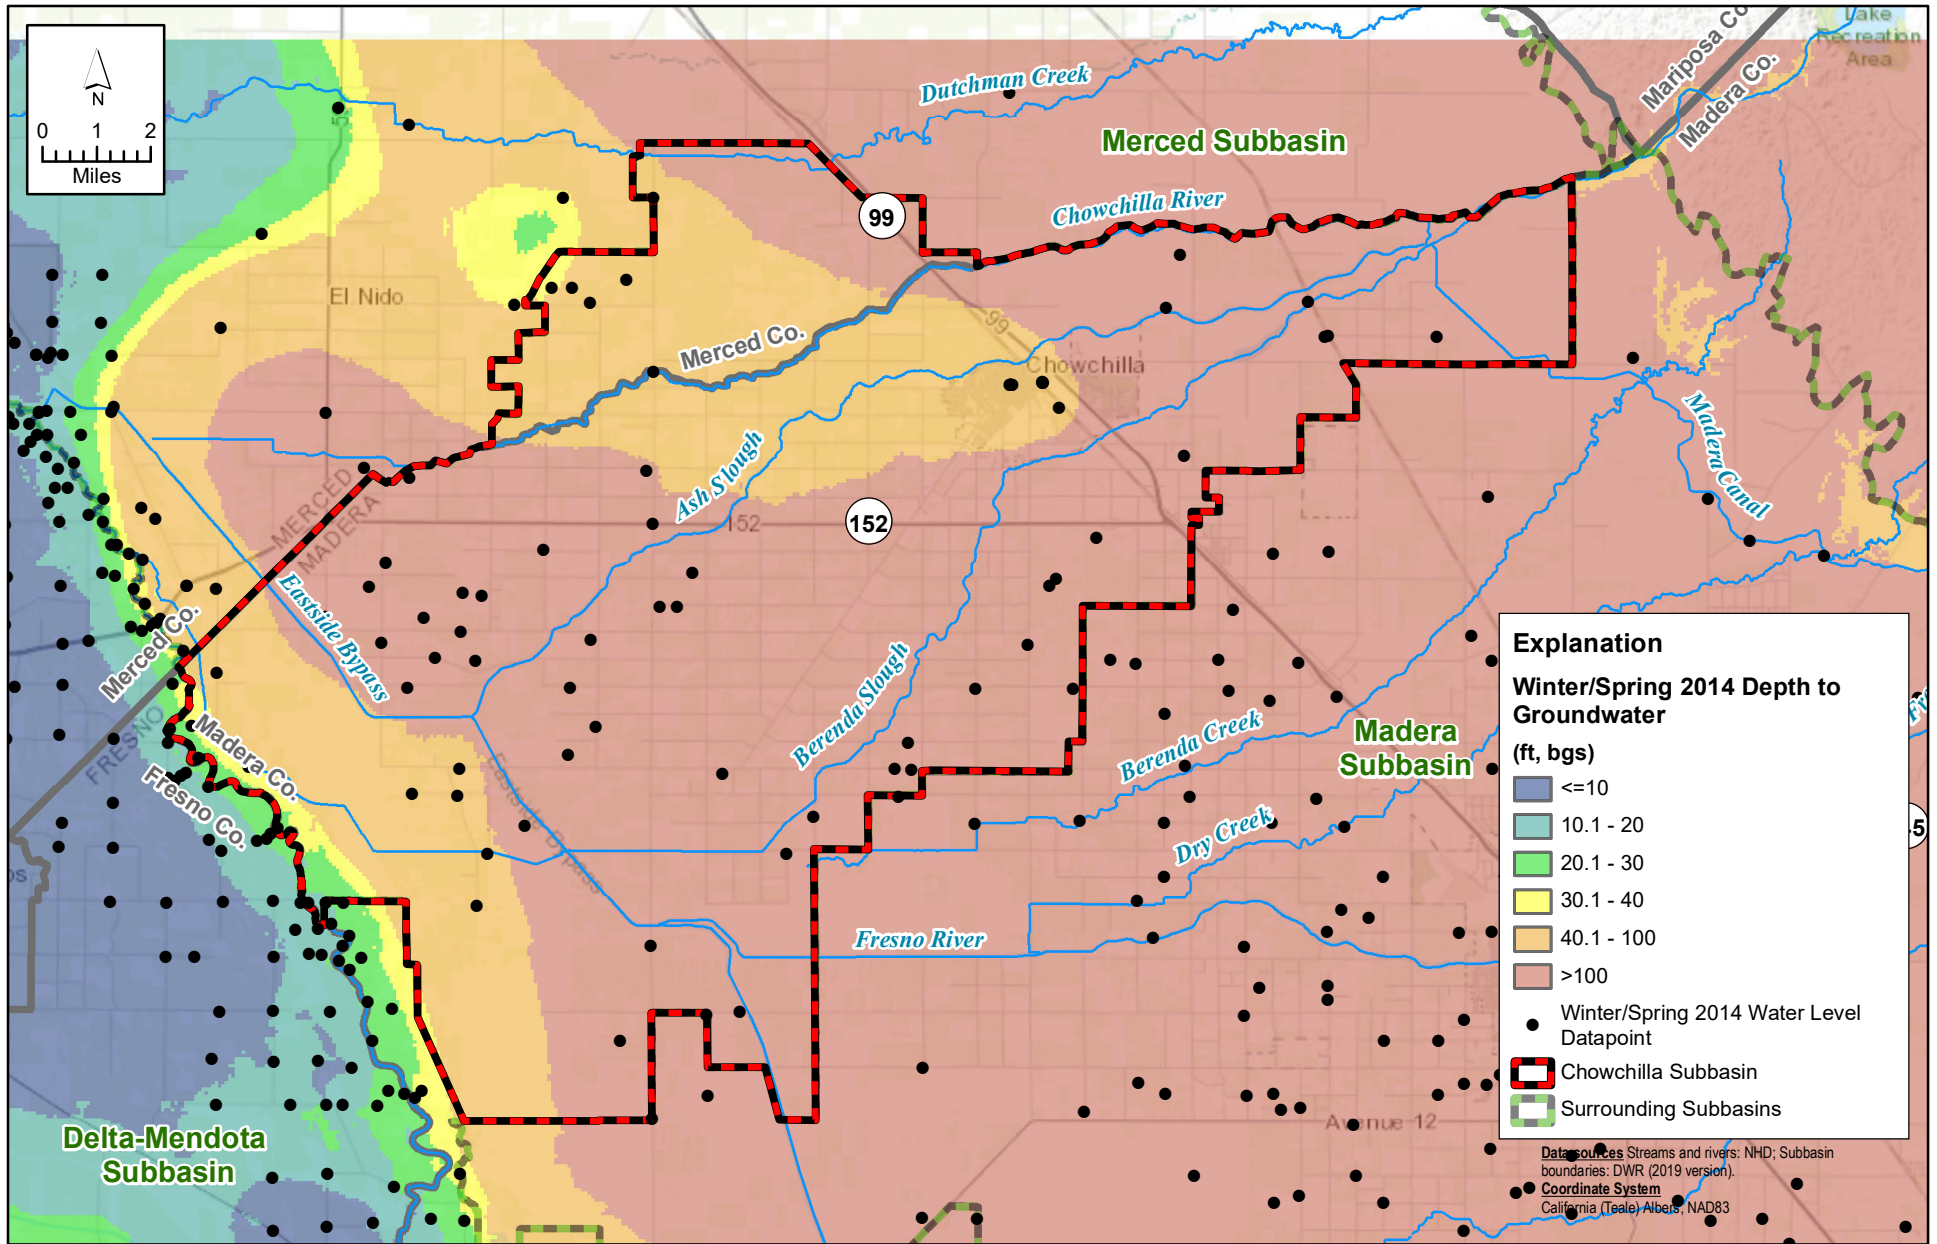 Lake
Recreation
Area
Mariposa Co.
Madera Co.
N
0 1 2
Miles
5
Dutchman Creek
Merced Subbasin
Chowchilla River
99
El Nido
Merced Co.
99
Chowchilla
Madera Canal
Ash Slough
152
152
MERCED
MADERA
Eastside Bypass
Merced Co.
FRESNO
Madera Co.
Fresno Co.
Eastside Bypass
Berenda Slough
Berenda Creek
Madera
Subbasin
Dry Creek
Fresno River
Avenue 12
Delta-Mendota
Subbasin
os
Fr
45
Explanation
Winter/Spring 2014 Depth to
Groundwater
(ft, bgs)
<=10
10.1 - 20
20.1 - 30
30.1 - 40
40.1 - 100
>100
Winter/Spring 2014 Water Level
Datapoint
Chowchilla Subbasin
Surrounding Subbasins
Data sources Streams and rivers: NHD; Subbasin
boundaries: DWR (2019 version).
Coordinate System
California (Teale) Albers, NAD83